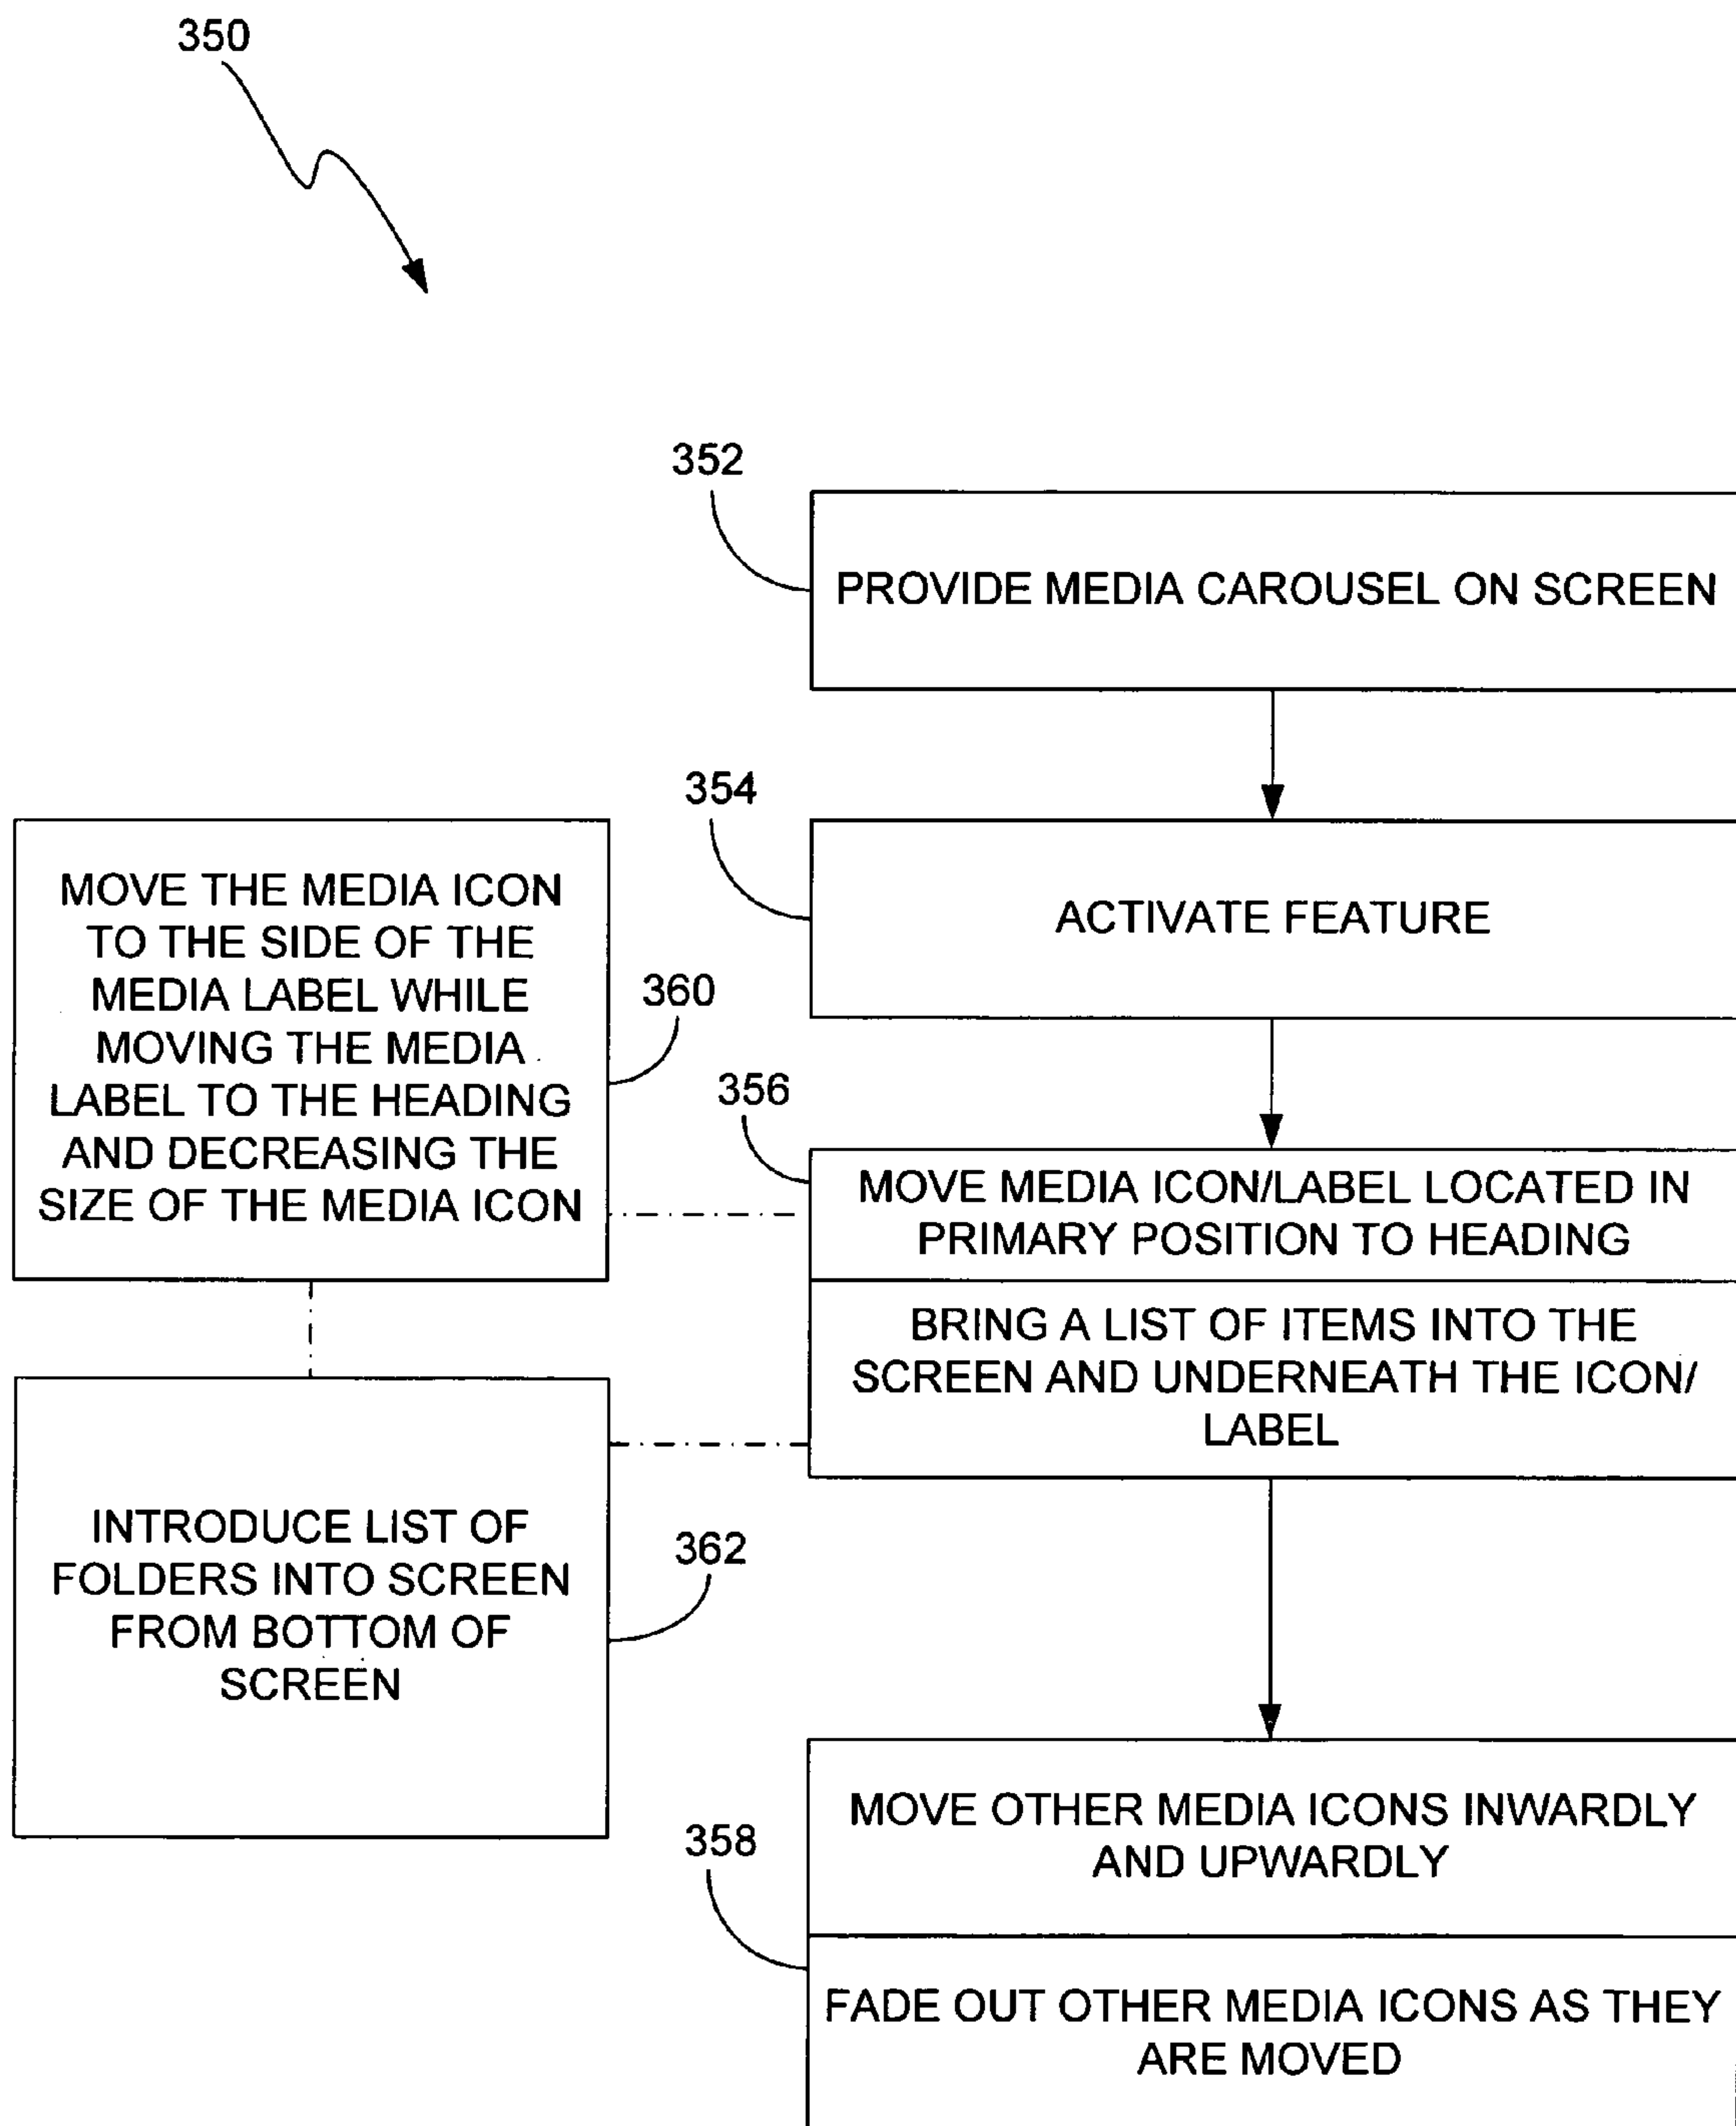 350
352
PROVIDE MEDIA CAROUSEL ON SCREEN
354
ACTIVATE FEATURE
MOVE THE MEDIA ICON
TO THE SIDE OF THE
MEDIA LABEL WHILE
MOVING THE MEDIA
LABEL TO THE HEADING
AND DECREASING THE
SIZE OF THE MEDIA ICON
360
356
MOVE MEDIA ICON/LABEL LOCATED IN
PRIMARY POSITION TO HEADING
BRING A LIST OF ITEMS INTO THE
SCREEN AND UNDERNEATH THE ICON/
LABEL
INTRODUCE LIST OF
FOLDERS INTO SCREEN
FROM BOTTOM OF
SCREEN
362
358
MOVE OTHER MEDIA ICONS INWARDLY
AND UPWARDLY
FADE OUT OTHER MEDIA ICONS AS THEY
ARE MOVED